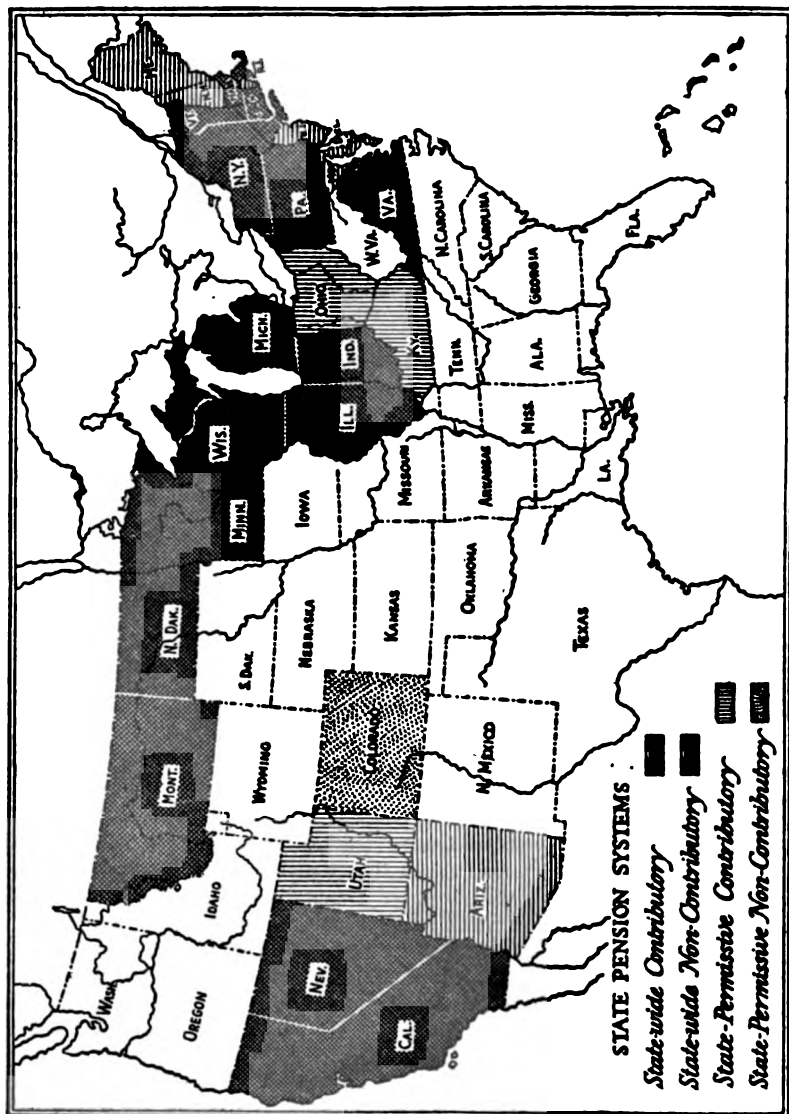 WASH.
OREGON
IDAHO
MONT.
N. DAK.
MINN.
WIS.
MICH.
N.Y.
ME.
VT.
N.H.
PA.
S. DAK.
WYOMING
NEV.
CAL.
UTAH
COLORADO
NEBRASKA
IOWA
ILL.
IND.
OHIO
W. VA.
VA.
KANSAS
MISSOURI
KY.
ARIZ.
N. MEXICO
OKLAHOMA
ARKANSAS
TENN.
N. CAROLINA
S. CAROLINA
TEXAS
LA.
MISS.
ALA.
GEORGIA
FLA.
STATE PENSION SYSTEMS
State-wide Contributory
State-wide Non-Contributory
State-Permissive Contributory
State-Permissive Non-Contributory